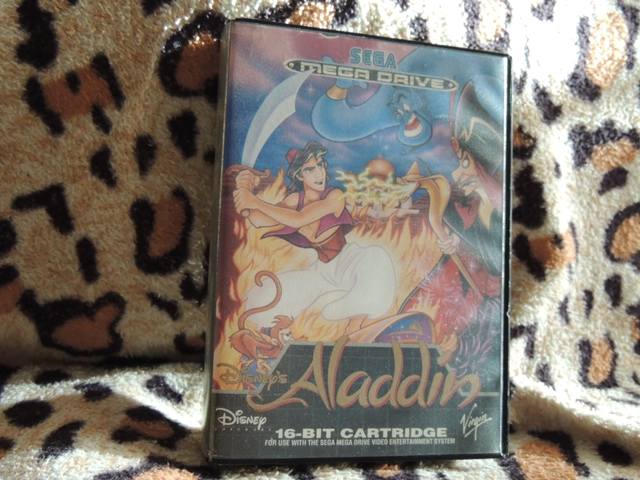 SEGA
MEGA DRIVE
Disney's
Aladdin
Disney
Virgin
16-BIT CARTRIDGE
FOR USE WITH THE SEGA MEGA DRIVE VIDEO ENTERTAINMENT SYSTEM